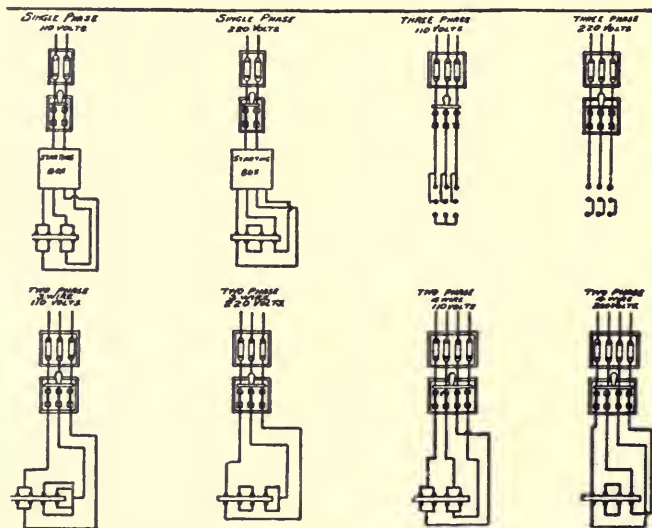 SINGLE PHASE
110 VOLTS
SINGLE PHASE
220 VOLTS
THREE PHASE
110 VOLTS
THREE PHASE
220 VOLTS
STARTING
BOX
STARTING
BOX
TWO PHASE
3 WIRE
110 VOLTS
TWO PHASE
3 WIRE
220 VOLTS
TWO PHASE
4 WIRE
110 VOLTS
TWO PHASE
4 WIRE
220 VOLTS